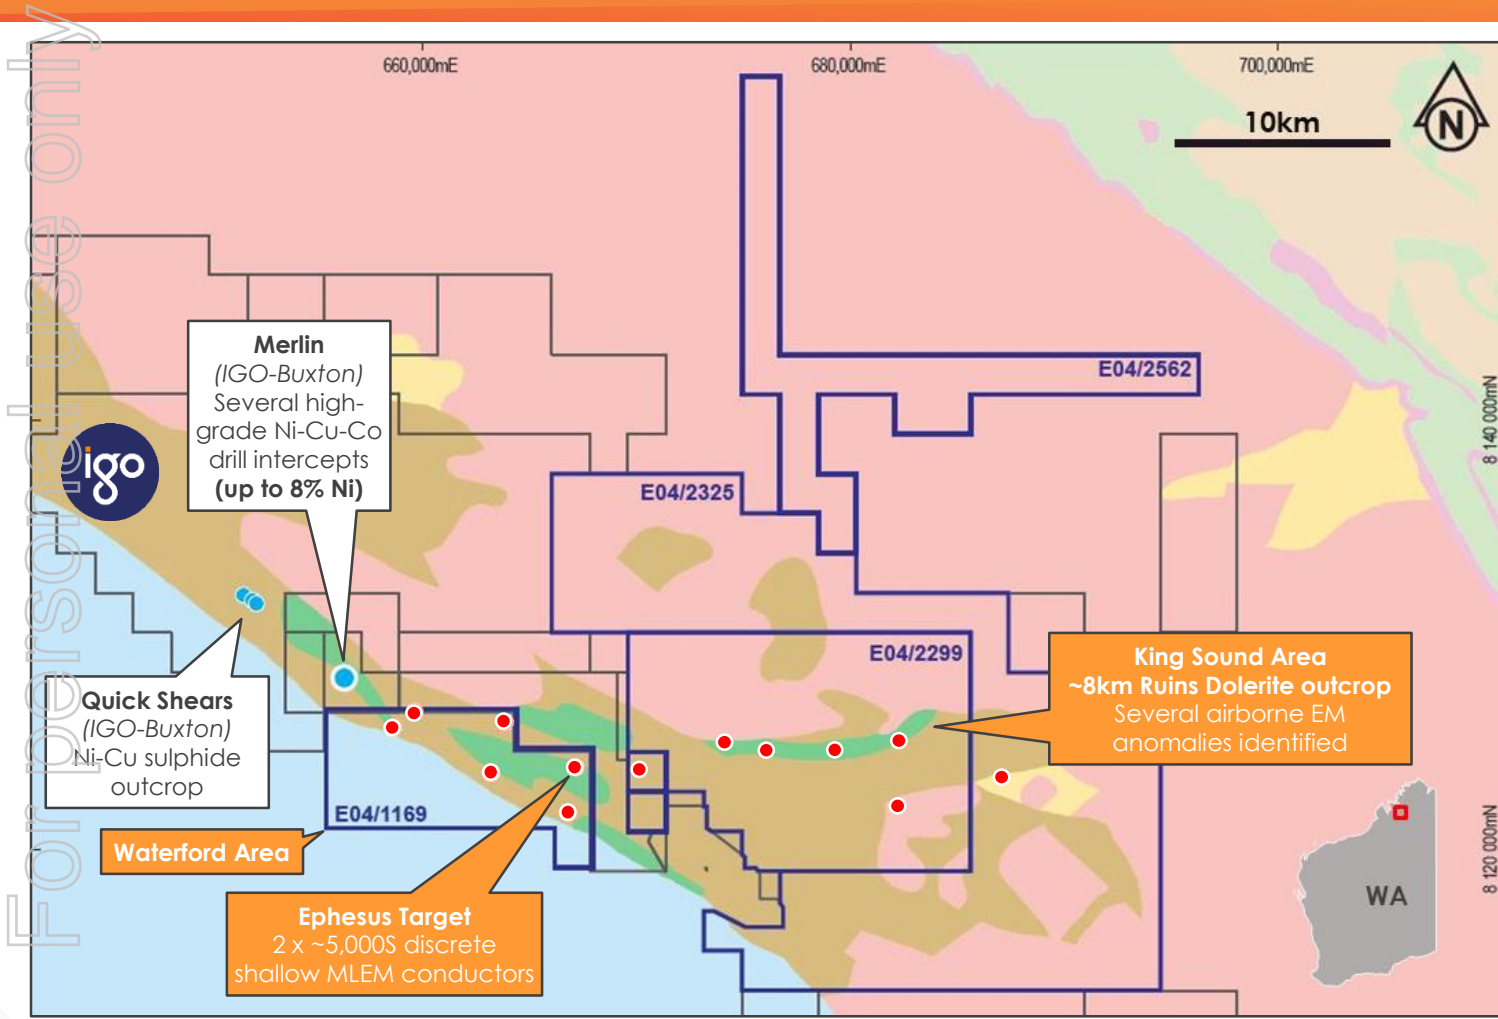 For personal use only
660,000mE
680,000mE
700,000mE
10km
N
Merlin
(IGO-Buxton)
Several high-
grade Ni-Cu-Co
drill intercepts
(up to 8% Ni)
E04/2562
8 140 000mN
igo
E04/2325
E04/2299
King Sound Area
~8km Ruins Dolerite outcrop
Several airborne EM
anomalies identified
Quick Shears
(IGO-Buxton)
Ni-Cu sulphide
outcrop
E04/1169
Waterford Area
8 120 000mN
WA
Ephesus Target
2 x ~5,000S discrete
shallow MLEM conductors